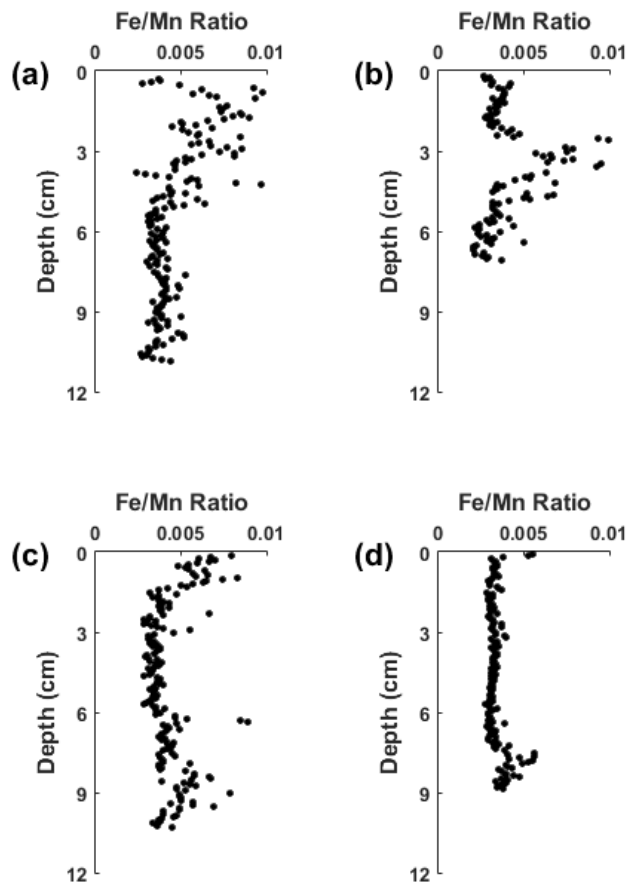 Fe/Mn Ratio Fe/Mn Ratio
0 0.005 0.01 0 0.005 0.01
(a) (b)
0 0
3 3
Depth (cm) Depth (cm)
6 6
9 9
12 12
Fe/Mn Ratio Fe/Mn Ratio
0 0.005 0.01 0 0.005 0.01
(c) (d)
0 0
3 3
Depth (cm) Depth (cm)
6 6
9 9
12 12